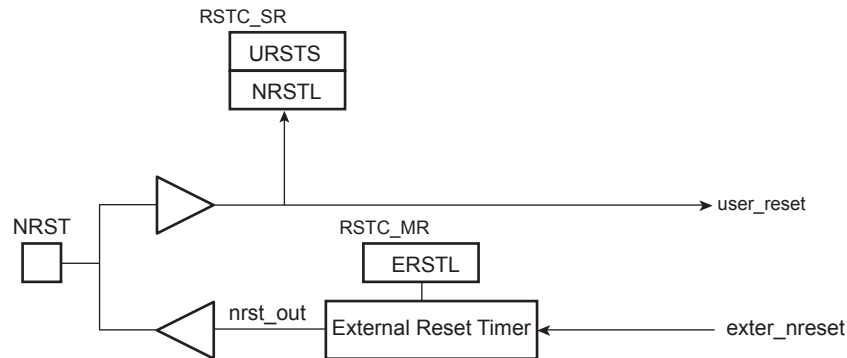 RSTC_SR
URSTS
NRSTL
user_reset
NRST
RSTC_MR
ERSTL
nrst_out
External Reset Timer
exter_nreset